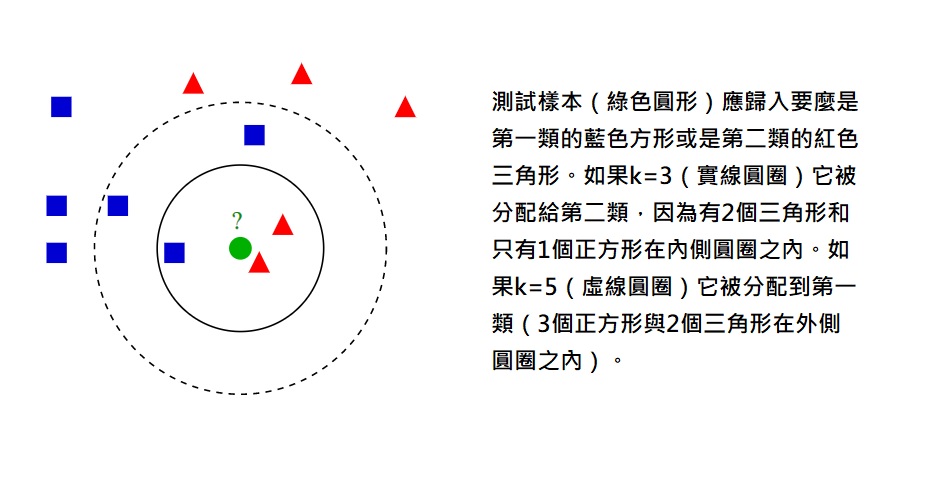 ?
測試樣本（綠色圓形）應歸入要麼是
第一類的藍色方形或是第二類的紅色
三角形。如果k=3（實線圓圈）它被
分配給第二類，因為有2個三角形和
只有1個正方形在內側圓圈之內。如
果k=5（虛線圓圈）它被分配到第一
類（3個正方形與2個三角形在外側
圓圈之內）。